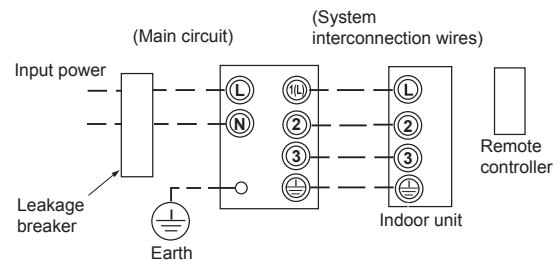 (System
interconnection wires)
(Main circuit)
Input power
L
1(L)
L
N
2
2
3
3
Remote
controller
Leakage
breaker
Earth
Indoor unit